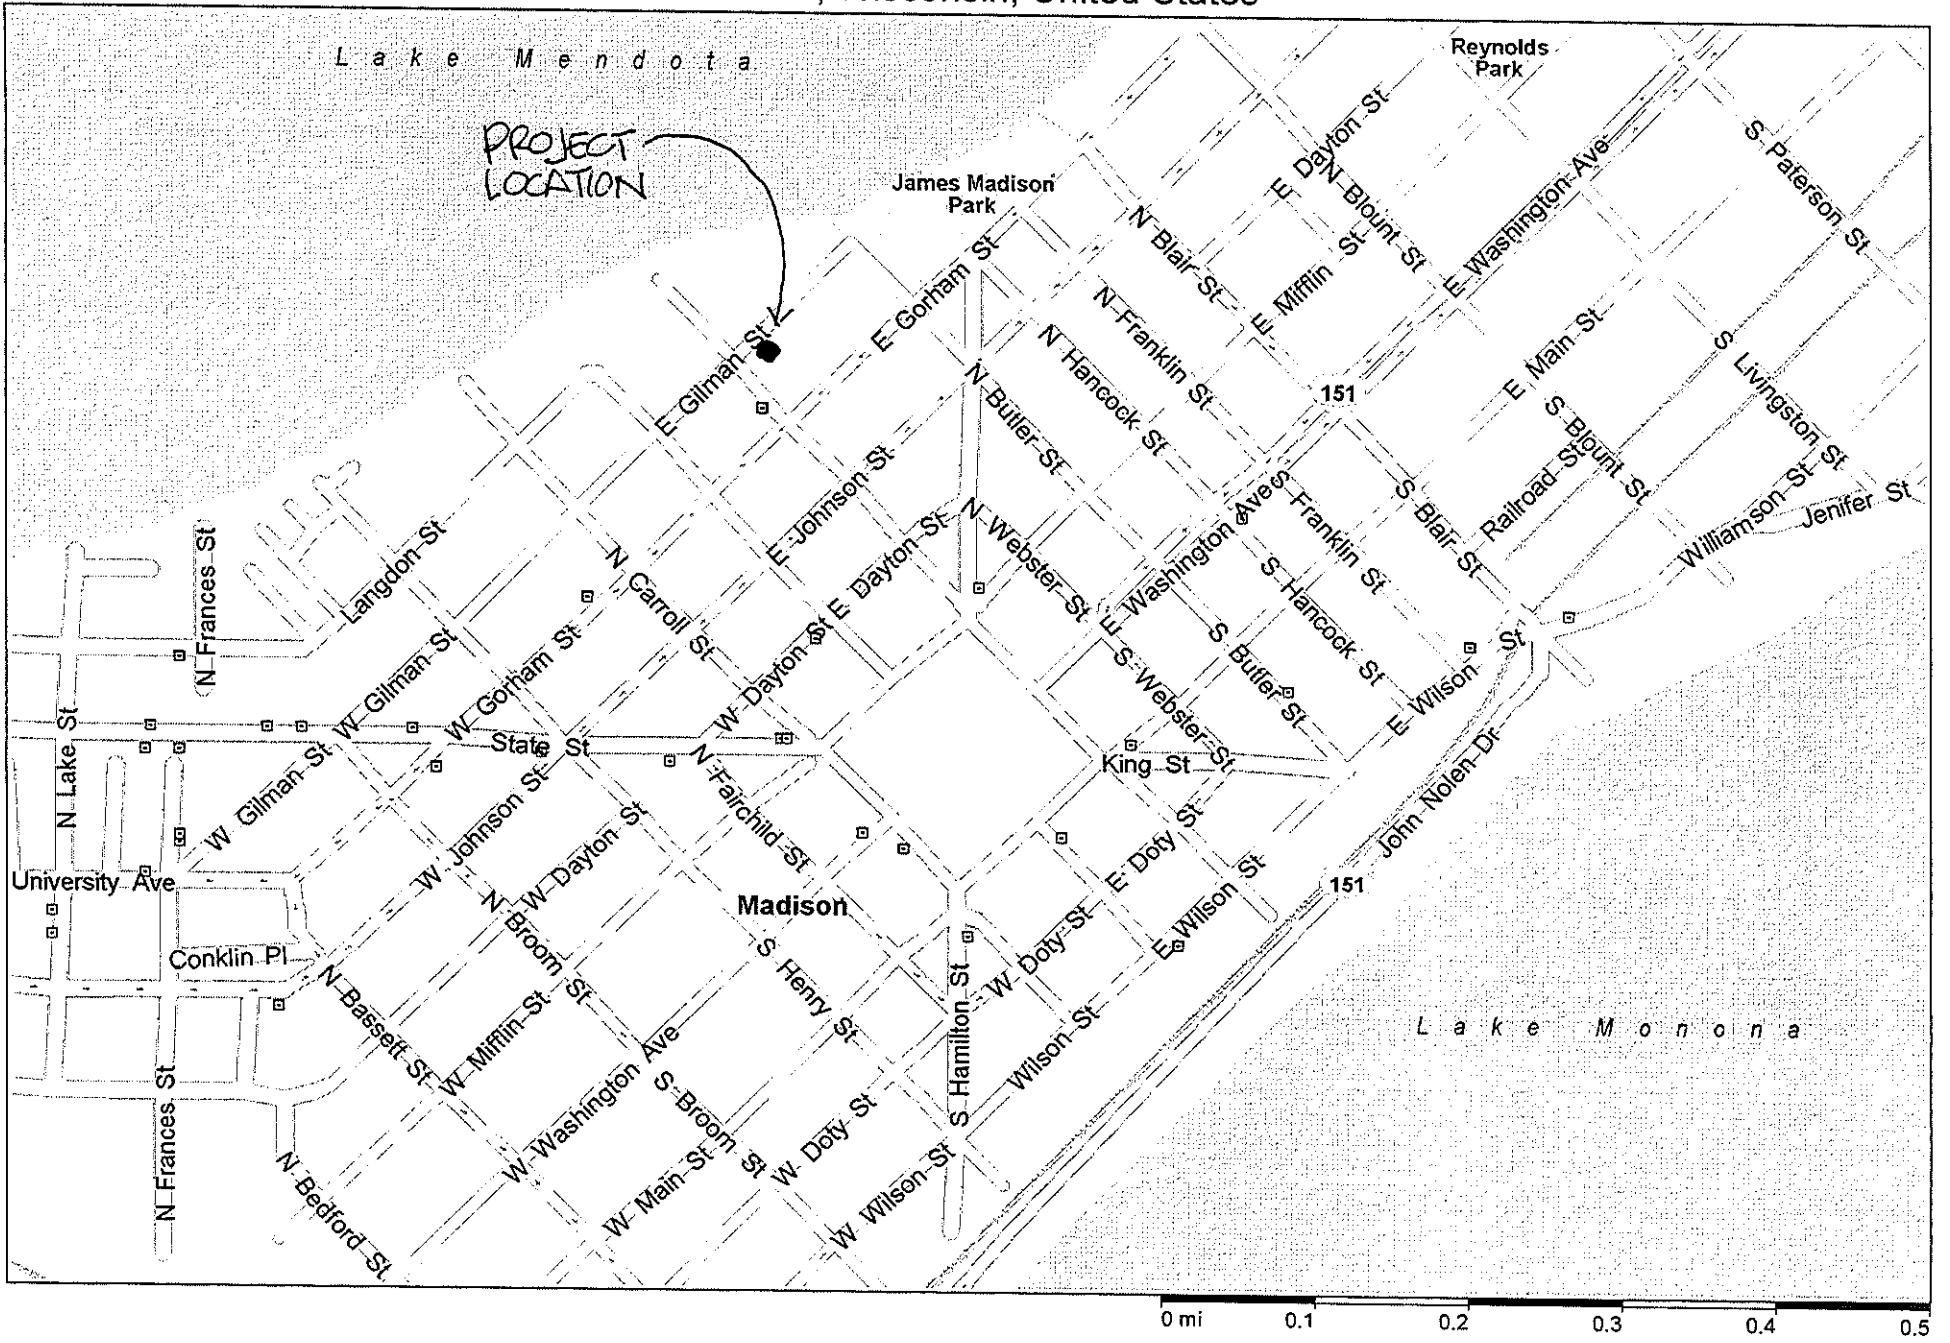 , Wisconsin, United States
Lake Mendota
Reynolds
Park
PROJECT
LOCATION
James Madison
Park
E Dayton St
N Blount St
E Washington Ave
S Paterson St
N Blair St
E Mifflin St
E Gorham St
N Franklin St
N Hancock St
E Gilman St
E Main St
S Livingston St
151
N Butler St
S Blount St
E Johnson St
Railroad St
S Franklin St
S Blair St
Williamson St
Jenifer St
N Webster St
E Dayton St
E Washington Ave
N Frances St
Langdon St
N Carroll St
S Hancock St
W Gilman St
W Gorham St
W Dayton St
S Butler St
S Webster St
E Wilson St
N Lake St
State St
King St
John Nolen Dr
W Gilman St
W Johnson St
N Fairchild St
W Dayton St
E Doty St
University Ave
151
Madison
E Wilson St
N Broom St
Conklin Pl
S Henry St
W Doty St
N Bassett St
W Mifflin St
S Hamilton St
Lake Monona
W Washington Ave
Wilson St
N Frances St
S Broom St
W Doty St
W Main St
W Wilson St
N Bedford St
0 mi 0.1 0.2 0.3 0.4 0.5